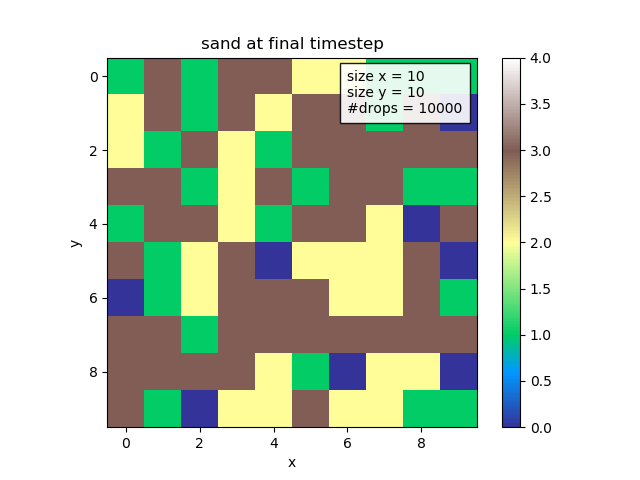 sand at final timestep
size x = 10
size y = 10
#drops = 10000
0
2
4
6
8
y
0 2 4 6 8
x
4.0
3.5
3.0
2.5
2.0
1.5
1.0
0.5
0.0